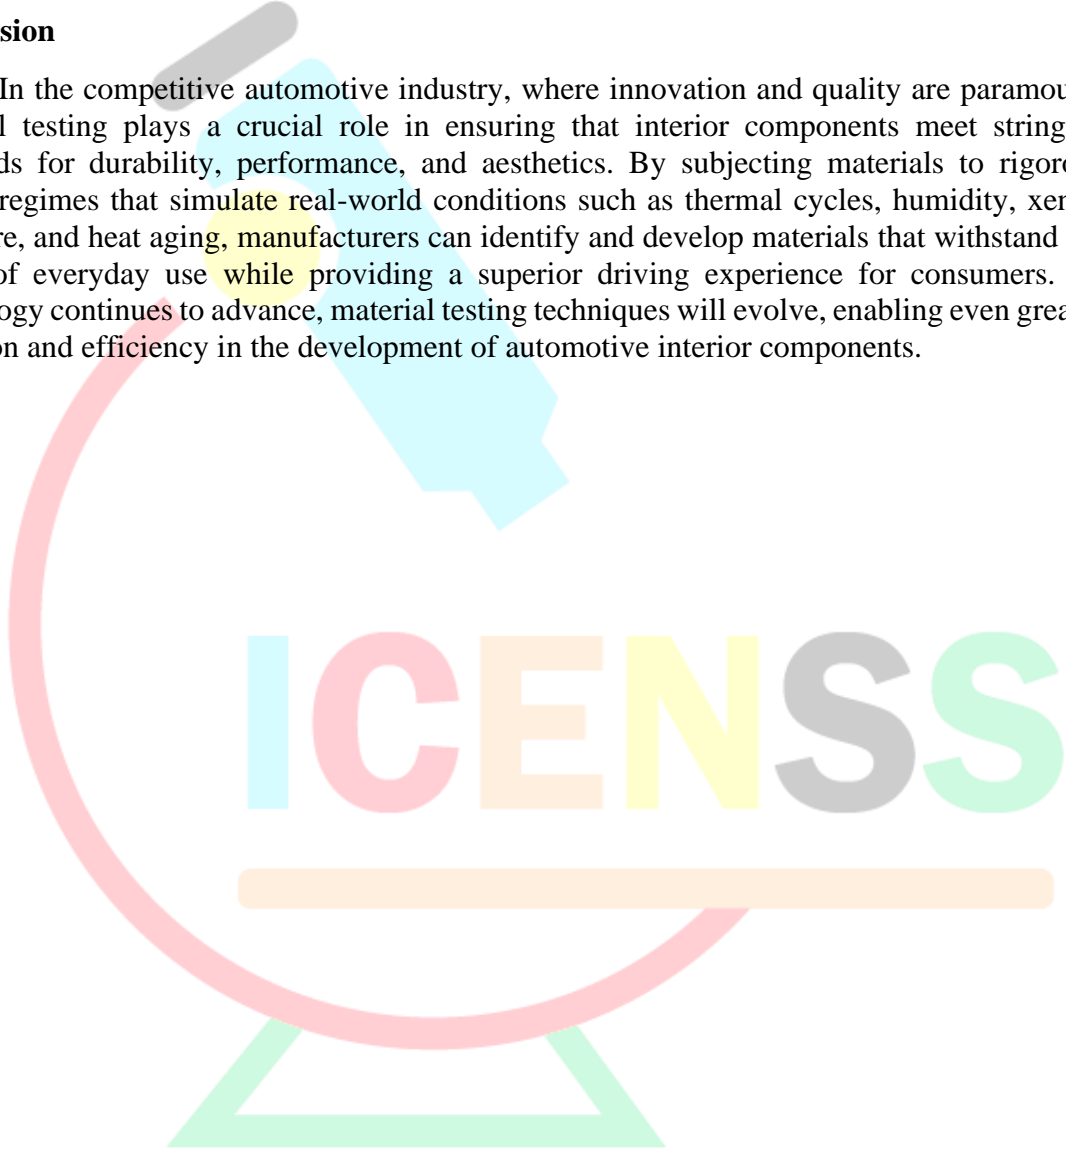 sion
In the competitive automotive industry, where innovation and quality are paramou
l testing plays a crucial role in ensuring that interior components meet string
ds for durability, performance, and aesthetics. By subjecting materials to rigoro
regimes that simulate real-world conditions such as thermal cycles, humidity, xen
re, and heat aging, manufacturers can identify and develop materials that withstand
of everyday use while providing a superior driving experience for consumers.
ogy continues to advance, material testing techniques will evolve, enabling even grea
on and efficiency in the development of automotive interior components.
ICENSS